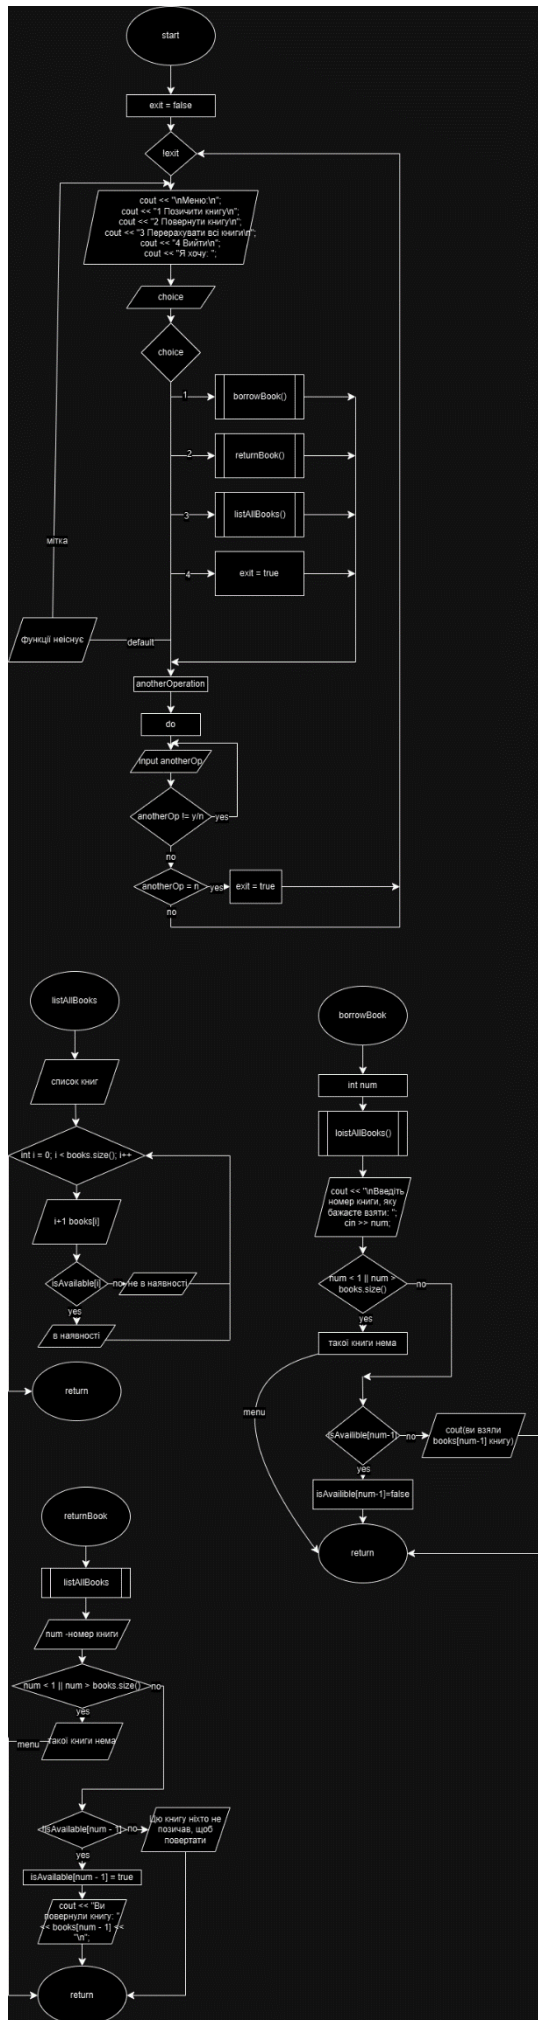 start
exit = false
!exit
cout << "\nМеню:\n";
cout << "1 Позичити книгу\n";
cout << "2 Повернути книгу\n";
cout << "3 Перерахувати всі книги\n";
cout << "4 Вийти\n";
cout << "Я хочу: ";
choice
choice
1
borrowBook()
2
returnBook()
3
listAllBooks()
мітка
4
exit = true
функції неіснує
default
anotherOperation
do
input anotherOp
anotherOp != y/n
yes
no
anotherOp = n
yes
exit = true
no
listAllBooks
список книг
int i = 0; i < books.size(); i++
i+1 books[i]
isAvailable[i]
no
не в наявності
yes
в наявності
return
borrowBook
int num
loistAllBooks()
cout << "\nВведіть
номер книги, яку
бажаєте взяти: ";
cin >> num;
num < 1 || num >
books.size()
no
yes
такої книги нема
menu
isAvailible[num-1]
no
cout(ви взяли
books[num-1] книгу)
yes
isAvailible[num-1]=false
return
returnBook
listAllBooks
num -номер книги
num < 1 || num > books.size()
no
yes
menu
такої книги нема
!isAvailable[num - 1]
no
Цю книгу ніхто не
позичав, щоб
повертати
yes
isAvailable[num - 1] = true
cout << "Ви
повернули книгу: "
<< books[num - 1] <<
"\n";
return